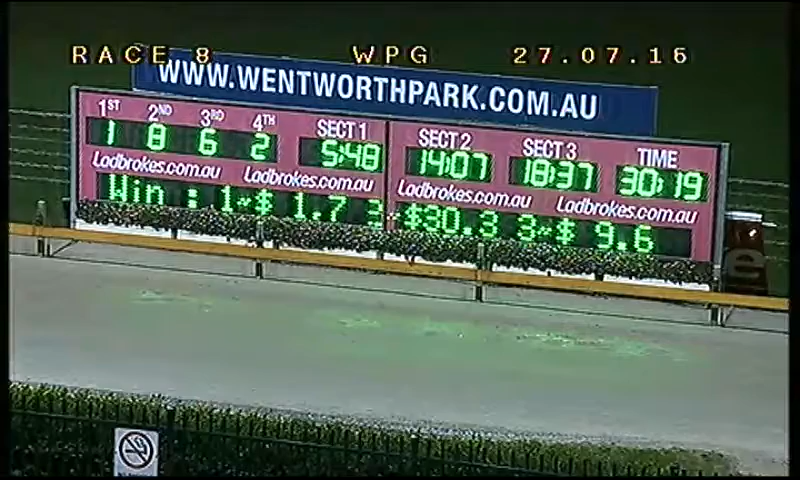 RACE 8 WPG 27.07.16
WWW.WENTWORTHPARK.COM.AU
1ST 2ND 3RD 4TH SECT 1 SECT 2 SECT 3 TIME
1 8 6 2 5:48 14:07 18:37 30:19
Ladbrokes.com.au Ladbrokes.com.au Ladbrokes.com.au Ladbrokes.com.au
Win : 1~$ 1.7 3~$30.3 3~$ 9.6
e